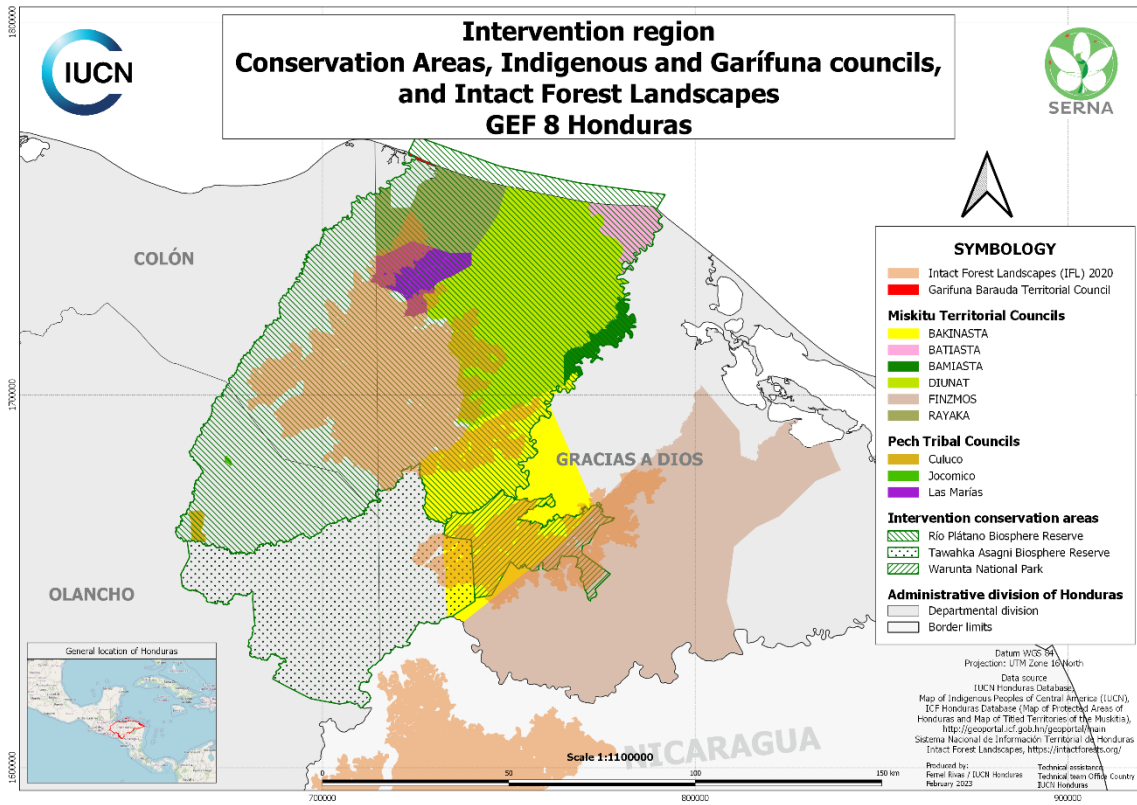 Intervention region
Conservation Areas, Indigenous and Garífuna councils,
and Intact Forest Landscapes
GEF 8 Honduras
IUCN
SERNA
1800000
1800000
COLÓN
SYMBOLOGY
Intact Forest Landscapes (IFL) 2020
Garifuna Barauda Territorial Council
Miskitu Territorial Councils
BAKINASTA
BATIASTA
BAMIASTA
DIUNAT
FINZMOS
RAYAKA
Pech Tribal Councils
Culuco
Jocomico
Las Marías
Intervention conservation areas
Río Plátano Biosphere Reserve
Tawahka Asagni Biosphere Reserve
Warunta National Park
Administrative division of Honduras
Departmental division
Border limits
1700000
1700000
GRACIAS A DIOS
OLANCHO
General location of Honduras
Datum WGS 84
Projection: UTM Zone 16 North
Data source
IUCN Honduras Database,
Map of Indigenous Peoples of Central America (IUCN),
ICF Honduras Database (Map of Protected Areas of
Honduras and Map of Titled Territories of the Muskitia),
http://geoportal.icf.gob.hn/geoportal/main
Sistema Nacional de Información Territorial de Honduras
Intact Forest Landscapes, https://intactforests.org/
Produced by:
Femel Rivas / IUCN Honduras
February 2023
Technical assistance
Technical team Office Country
IUCN Honduras
NICARAGUA
Scale 1:1100000
0 50 100 150 km
1600000
1600000
700000 800000 900000